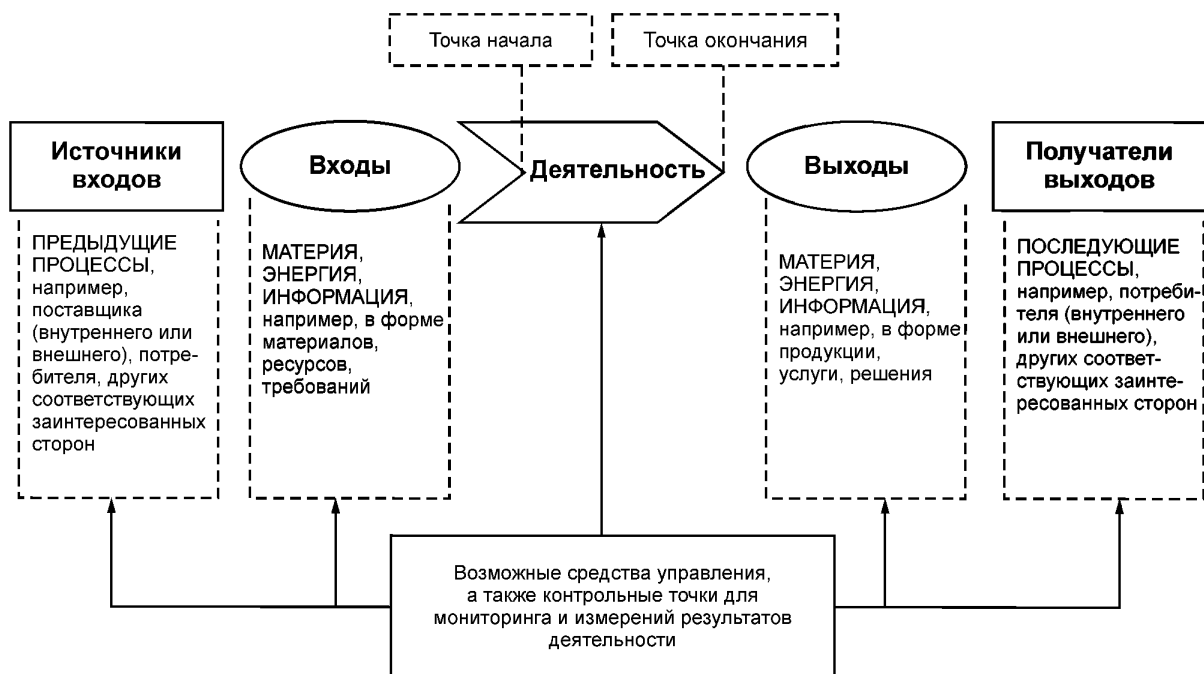 Точка начала
Точка окончания
Источники
входов
Входы
Деятельность
Выходы
Получатели
выходов
ПРЕДЫДУЩИЕ
ПРОЦЕССЫ,
например,
поставщика
(внутреннего или
внешнего), потре-
бителя, других
соответствующих
заинтересованных
сторон
МАТЕРИЯ,
ЭНЕРГИЯ,
ИНФОРМАЦИЯ,
например, в форме
материалов,
ресурсов,
требований
МАТЕРИЯ,
ЭНЕРГИЯ,
ИНФОРМАЦИЯ,
например, в форме
продукции,
услуги, решения
ПОСЛЕДУЮЩИЕ
ПРОЦЕССЫ,
например, потреби-
теля (внутреннего
или внешнего),
других соответ-
ствующих заинте-
ресованных сторон
Возможные средства управления,
а также контрольные точки для
мониторинга и измерений результатов
деятельности